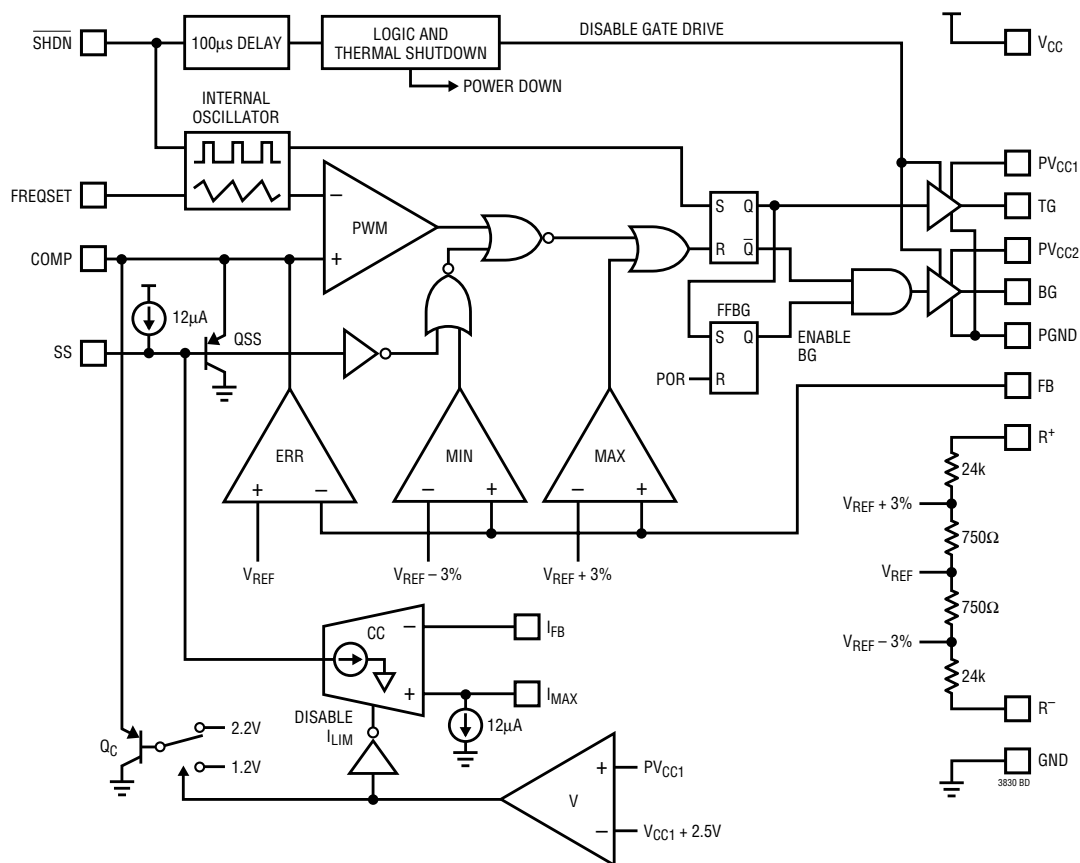 SHDN
100µs DELAY
LOGIC AND
THERMAL SHUTDOWN
DISABLE GATE DRIVE
POWER DOWN
VCC
INTERNAL
OSCILLATOR
FREQSET
COMP
12µA
SS
QSS
–
PWM
+
S Q
R Q
PVCC1
TG
PVCC2
BG
PGND
FFBG
S Q
POR R
ENABLE
BG
FB
ERR
+ –
MIN
– +
MAX
– +
VREF
VREF – 3%
VREF + 3%
R+
24k
VREF + 3%
750Ω
VREF
750Ω
VREF – 3%
24k
R–
CC
–
+
IFB
IMAX
12µA
DISABLE
ILIM
QC
2.2V
1.2V
V
+
–
PVCC1
VCC1 + 2.5V
GND
3830 BD